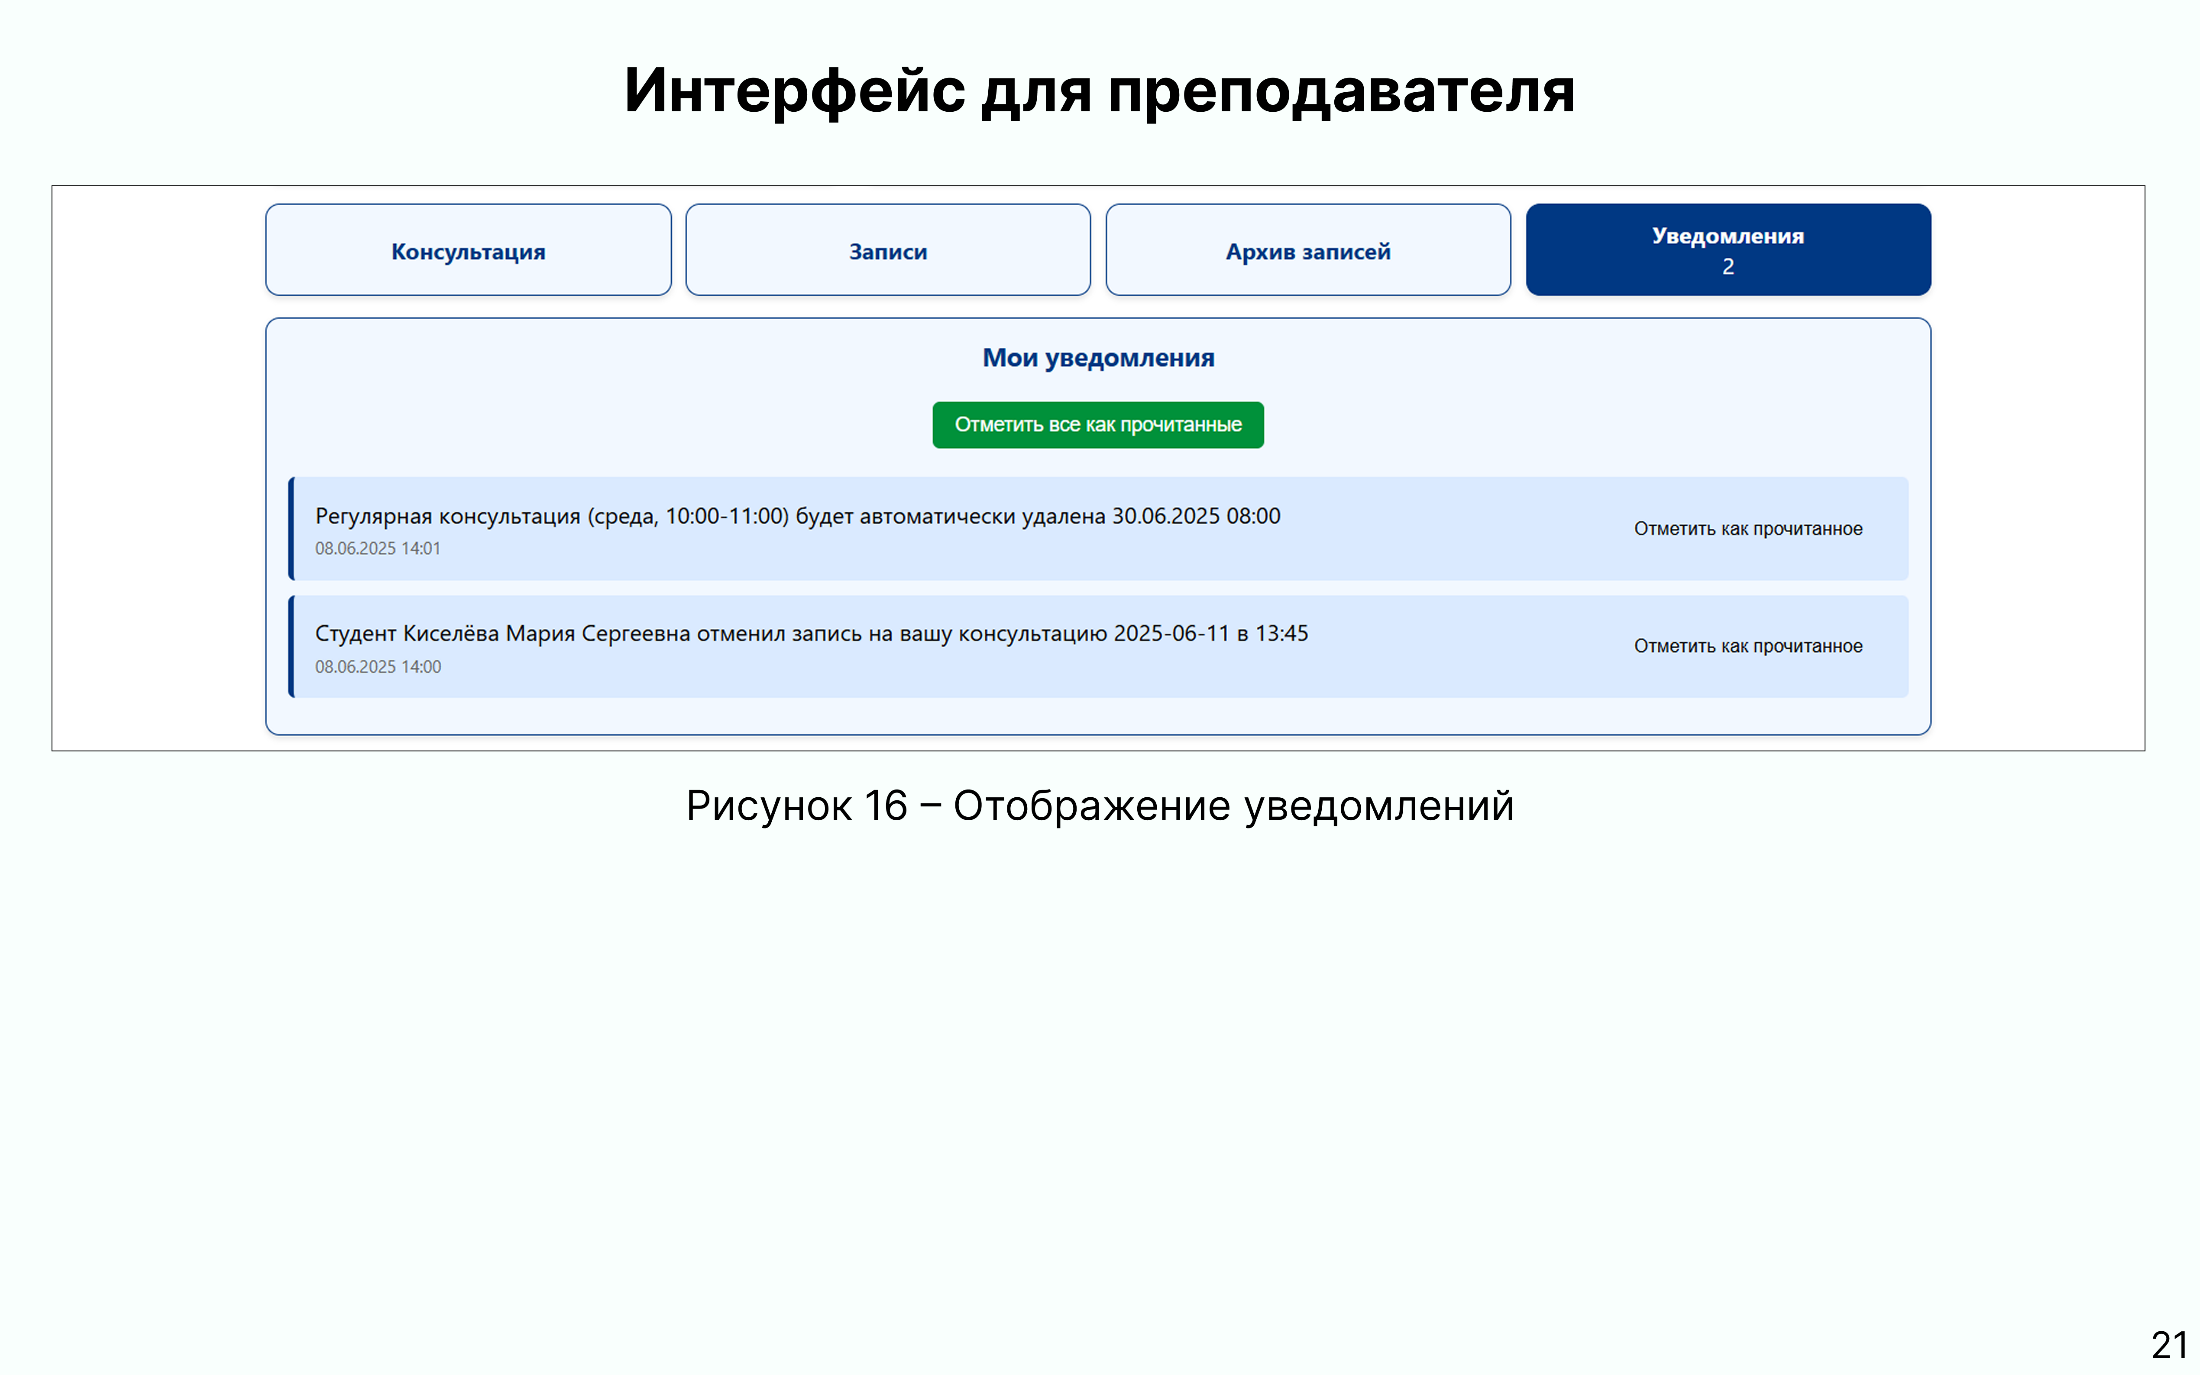 Интерфейс для преподавателя
Консультация
Записи
Архив записей
Уведомления
2
Мои уведомления
Отметить все как прочитанные
Регулярная консультация (среда, 10:00-11:00) будет автоматически удалена 30.06.2025 08:00
08.06.2025 14:01
Отметить как прочитанное
Студент Киселёва Мария Сергеевна отменил запись на вашу консультацию 2025-06-11 в 13:45
08.06.2025 14:00
Отметить как прочитанное
Рисунок 16 – Отображение уведомлений
21